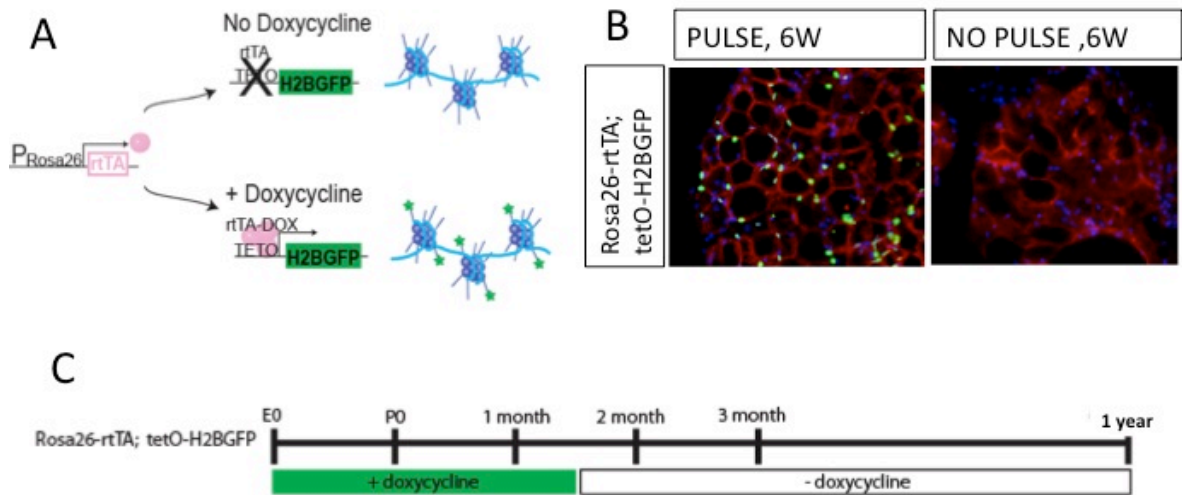 A
No Doxycycline
rtTA
TETO
H2BGFP
PRosa26
rtTA
+ Doxycycline
rtTA-DOX
TETO
H2BGFP
B
PULSE, 6W
NO PULSE ,6W
Rosa26-rtTA;
tetO-H2BGFP
C
E0
P0
1 month
2 month
3 month
1 year
Rosa26-rtTA; tetO-H2BGFP
+ doxycycline
- doxycycline